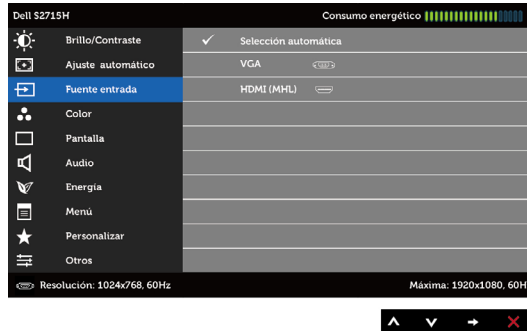 Dell S2715H Consumo energético
Brillo/Contraste ✓ Selección automática
Ajuste automático VGA
Fuente entrada HDMI (MHL)
Color
Pantalla
Audio
Energía
Menú
Personalizar
Otros
Resolución: 1024x768, 60Hz Máxima: 1920x1080, 60H